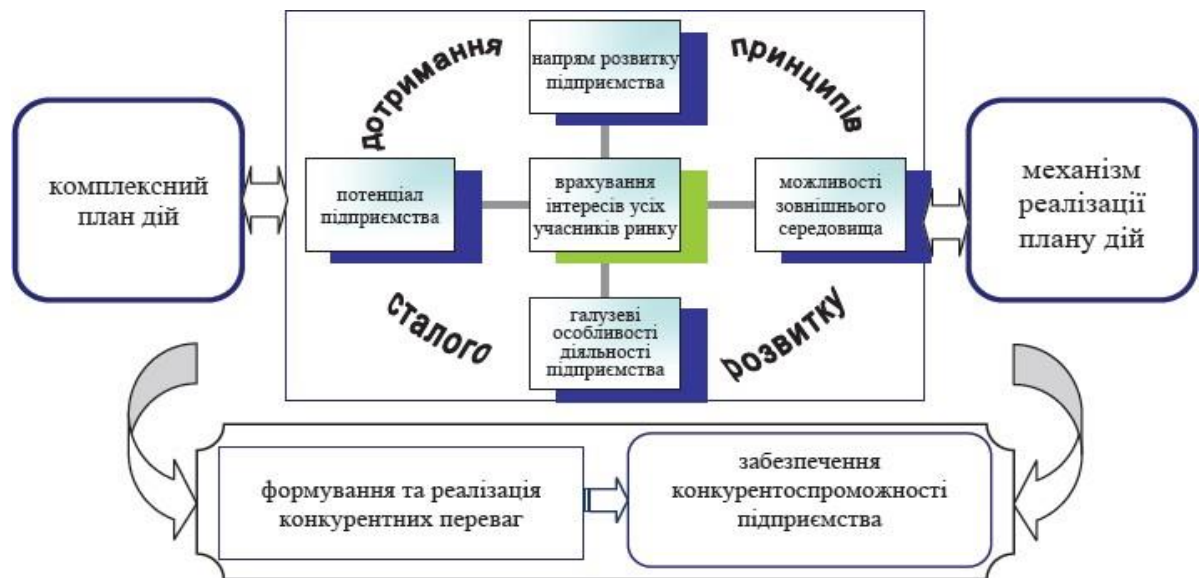 дотримання
принципів
напрям розвитку
підприємства
комплексний
план дій
потенціал
підприємства
врахування
інтересів усіх
учасників ринку
можливості
зовнішнього
середовища
механізм
реалізації
плану дій
сталого
розвитку
галузеві
особливості
діяльності
підприємства
формування та реалізація
конкурентних переваг
забезпечення
конкурентоспроможності
підприємства